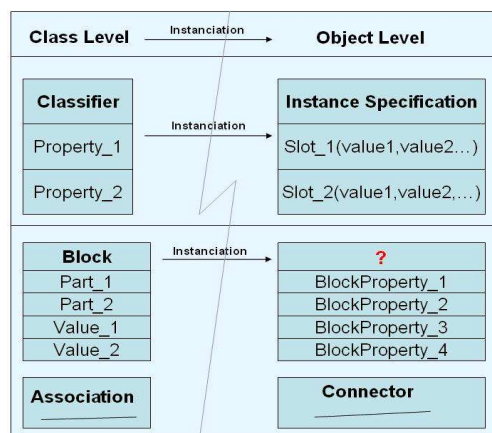 Class Level Instanciation Object Level
Classifier Instance Specification
Property_1 Instanciation Slot_1(value1,value2...)
Property_2 Slot_2(value1,value2,...)
Block Instanciation ?
Part_1 BlockProperty_1
Part_2 BlockProperty_2
Value_1 BlockProperty_3
Value_2 BlockProperty_4
Association Connector